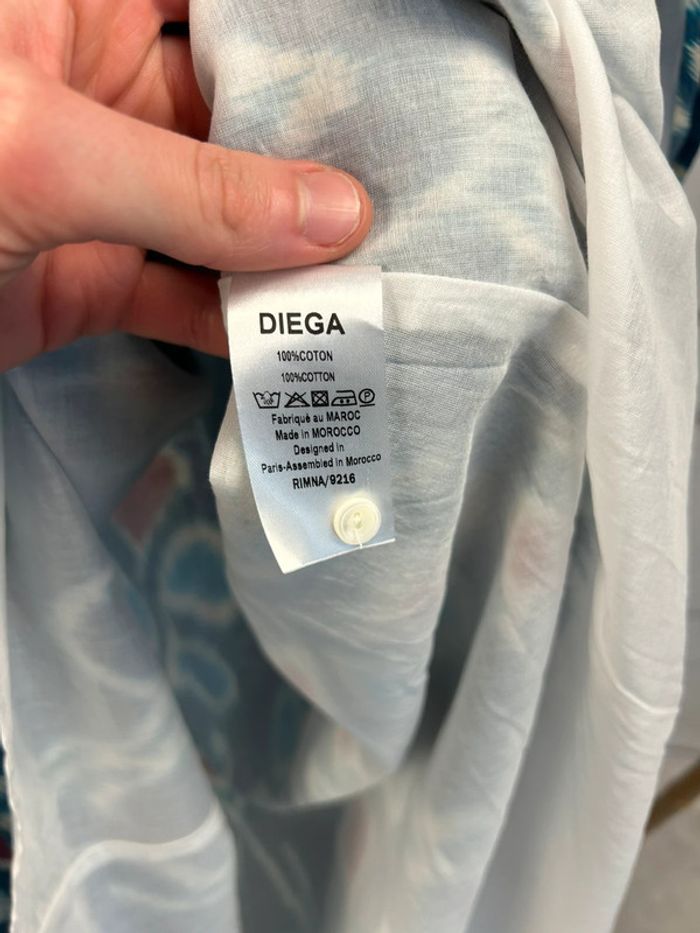 DIEGA
100%COTON
100%COTTON
Fabriqué au MAROC
Made in MOROCCO
Designed in
Paris-Assembled in Morocco
RIMNA/9216